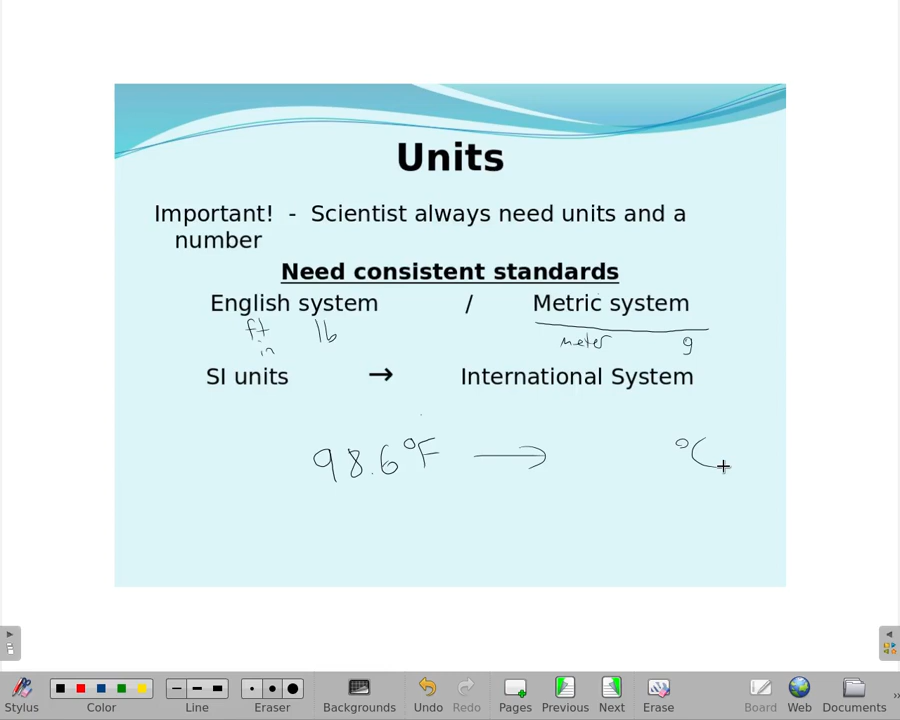 Units
Important! - Scientist always need units and a
number
Need consistent standards
English system / Metric system
ft lb meter g
in
SI units → International System
98.6°F → °C
Stylus Color Line Eraser Backgrounds Undo Redo Pages Previous Next Erase Board Web Documents